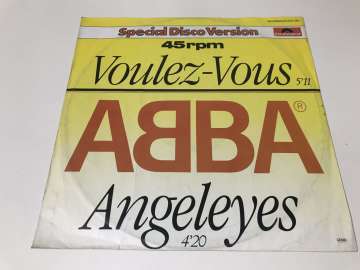 Special Disco Version
45 rpm
Voulez-Vous 5'11
ABBA ®
Angeleyes
4'20